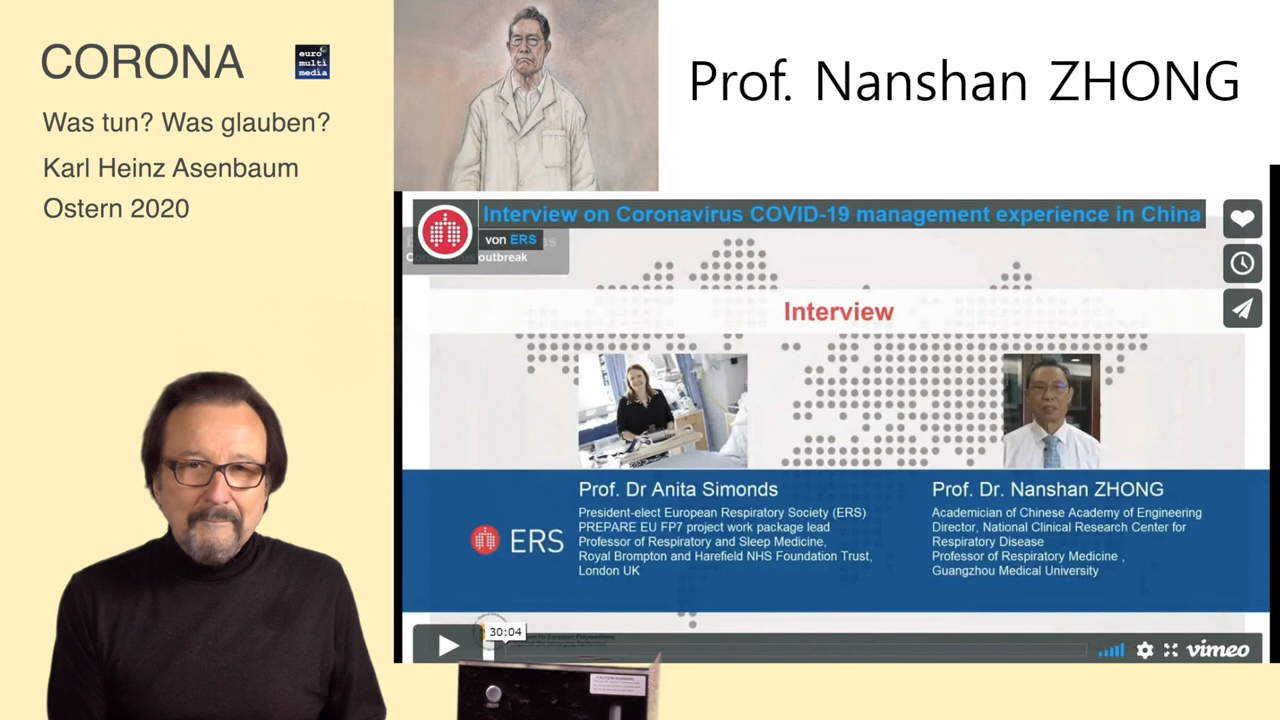 CORONA
euro
multi
media
Was tun? Was glauben?
Karl Heinz Asenbaum
Ostern 2020
Prof. Nanshan ZHONG
Interview on Coronavirus COVID-19 management experience in China
von ERS
outbreak
Interview
Prof. Dr Anita Simonds
President-elect European Respiratory Society (ERS)
PREPARE EU FP7 project work package lead
Professor of Respiratory and Sleep Medicine,
Royal Brompton and Harefield NHS Foundation Trust,
London UK
Prof. Dr. Nanshan ZHONG
Academician of Chinese Academy of Engineering
Director, National Clinical Research Center for
Respiratory Disease
Professor of Respiratory Medicine ,
Guangzhou Medical University
ERS
30:04
vimeo
CAUTION WARNING